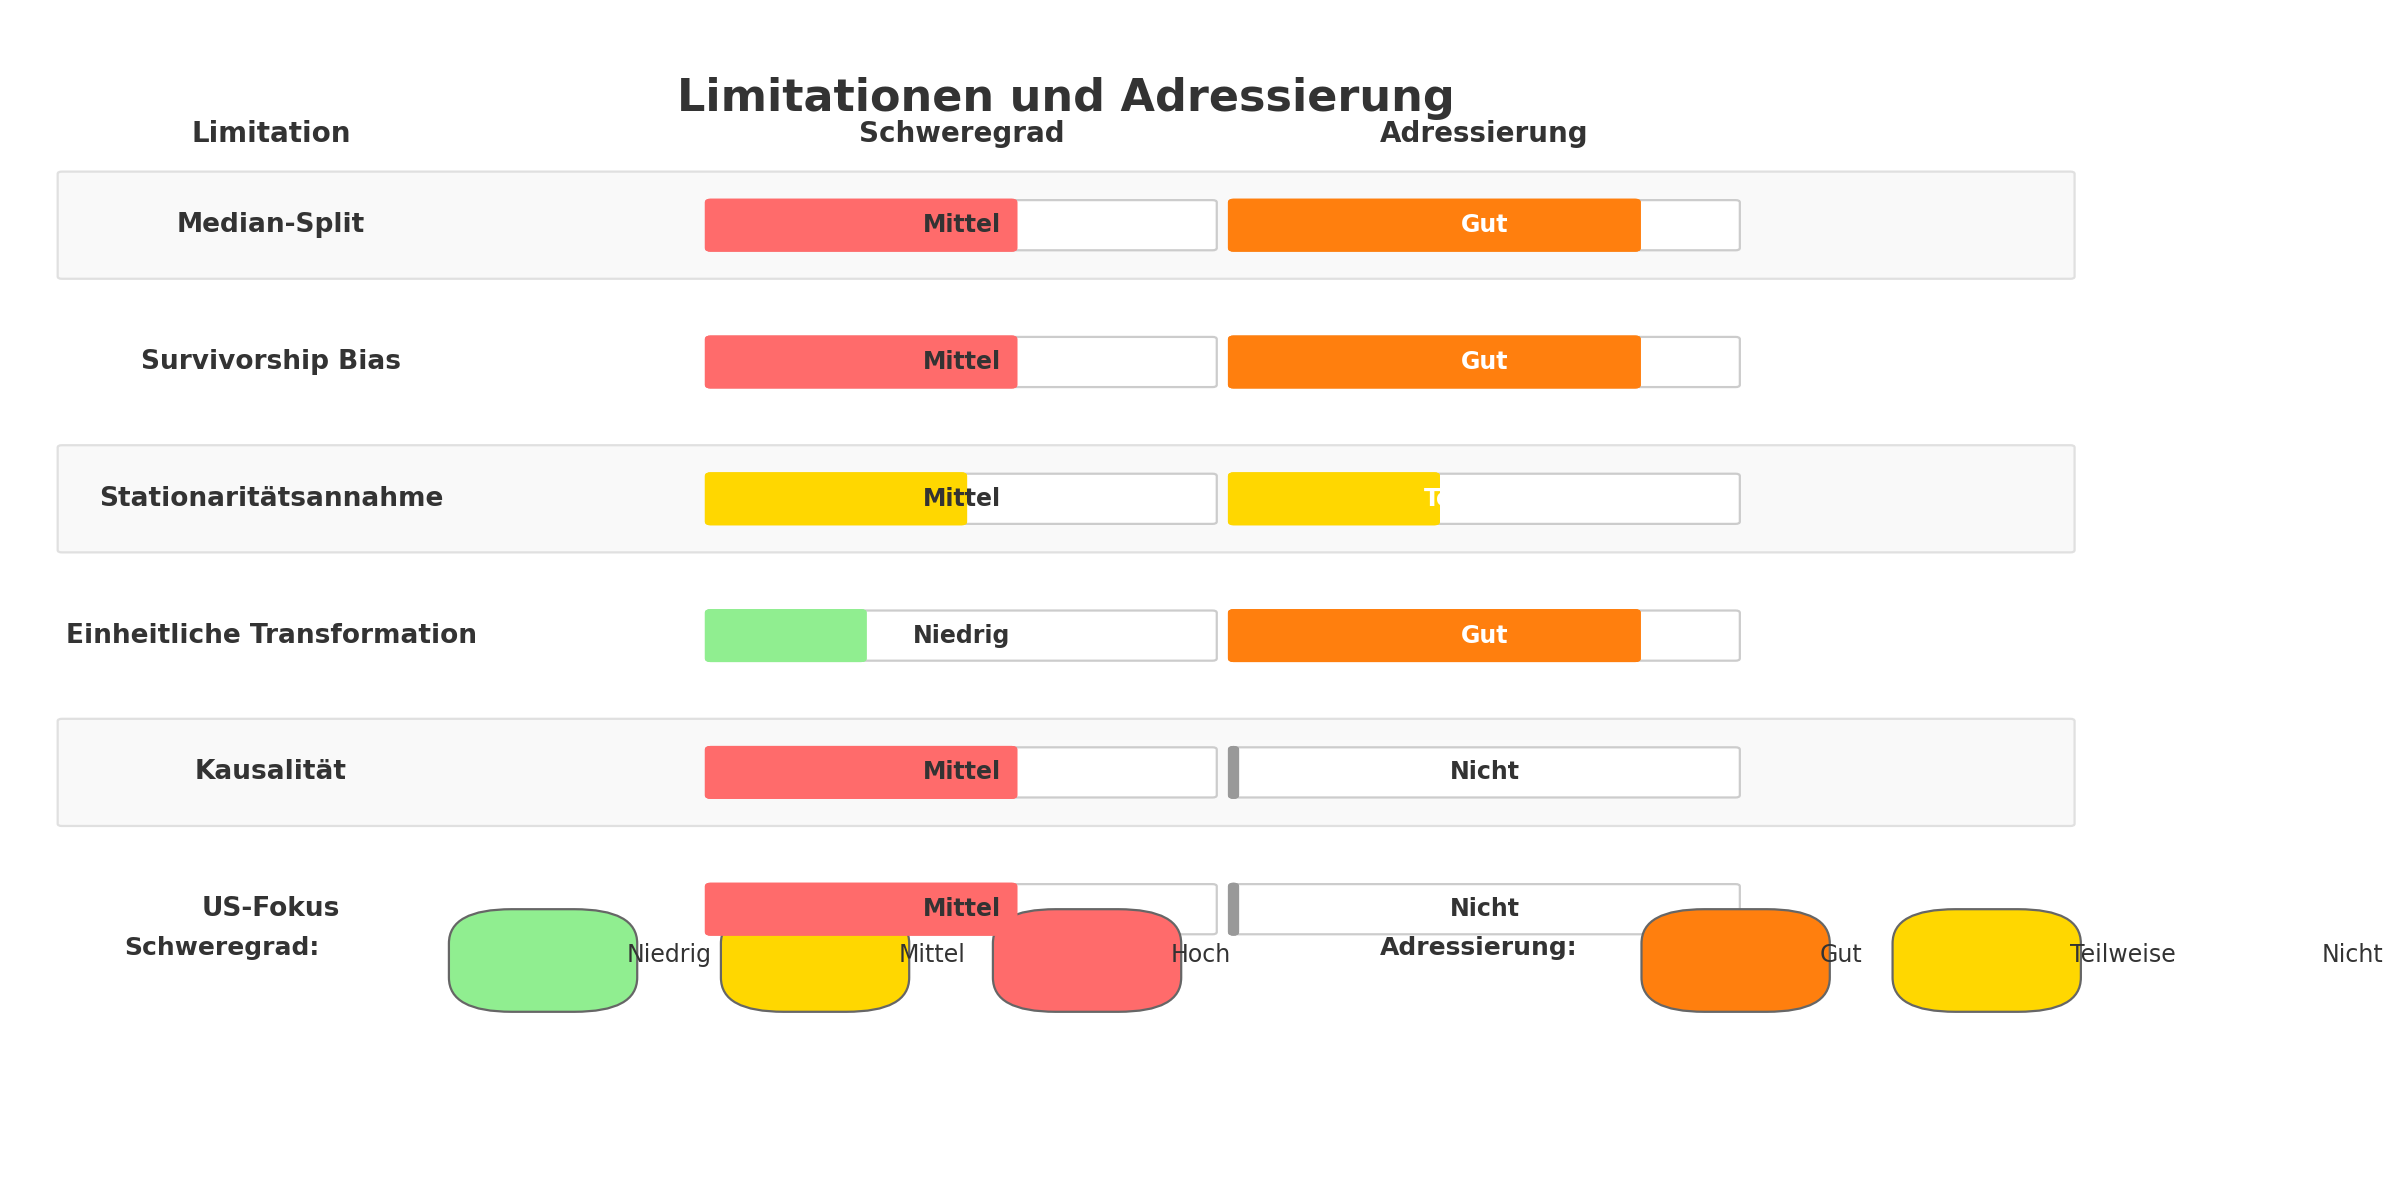 Limitationen und Adressierung
Limitation Schweregrad Adressierung
Median-Split Mittel Gut
Survivorship Bias Mittel Gut
Stationaritätsannahme Mittel
Einheitliche Transformation Niedrig Gut
Kausalität Mittel Nicht
US-Fokus Mittel Nicht
Schweregrad: Niedrig Mittel Hoch Adressierung: Gut Teilweise Nicht